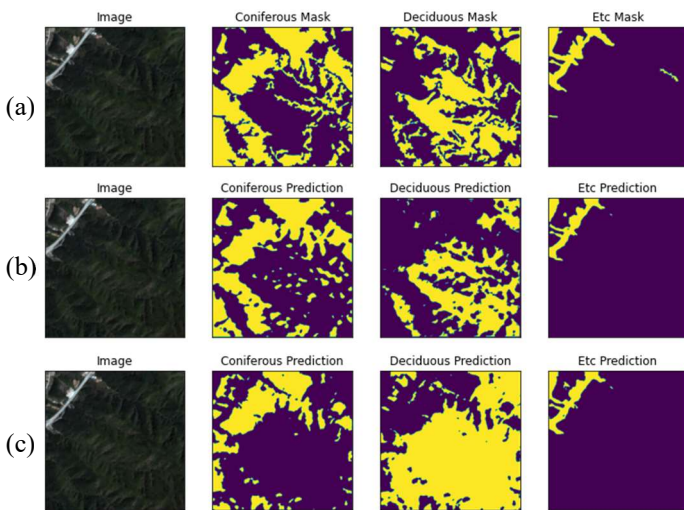 Image Coniferous Mask Deciduous Mask Etc Mask
(a)
Image Coniferous Prediction Deciduous Prediction Etc Prediction
(b)
Image Coniferous Prediction Deciduous Prediction Etc Prediction
(c)